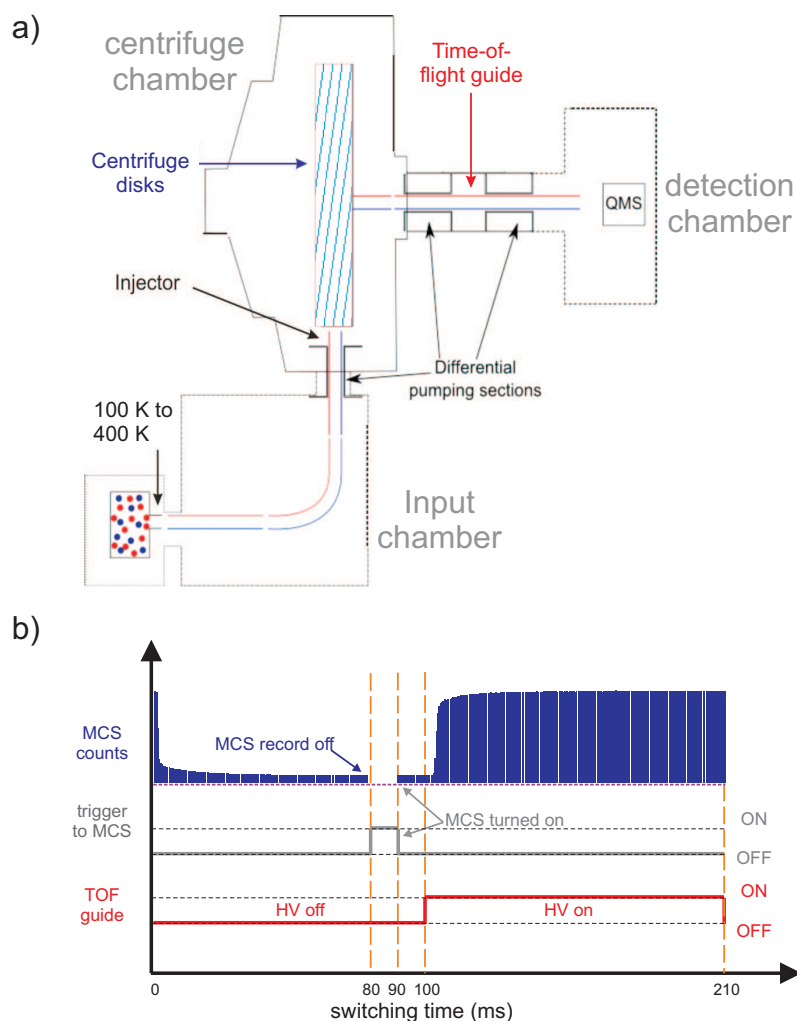 a)
centrifuge
chamber
Time-of-
flight guide
Centrifuge
disks
detection
chamber
QMS
Injector
Differential
pumping sections
100 K to
400 K
Input
chamber
b)
MCS
counts
MCS record off
trigger
to MCS
MCS turned on
ON
OFF
TOF
guide
HV off
HV on
ON
OFF
0
80
90
100
210
switching time (ms)